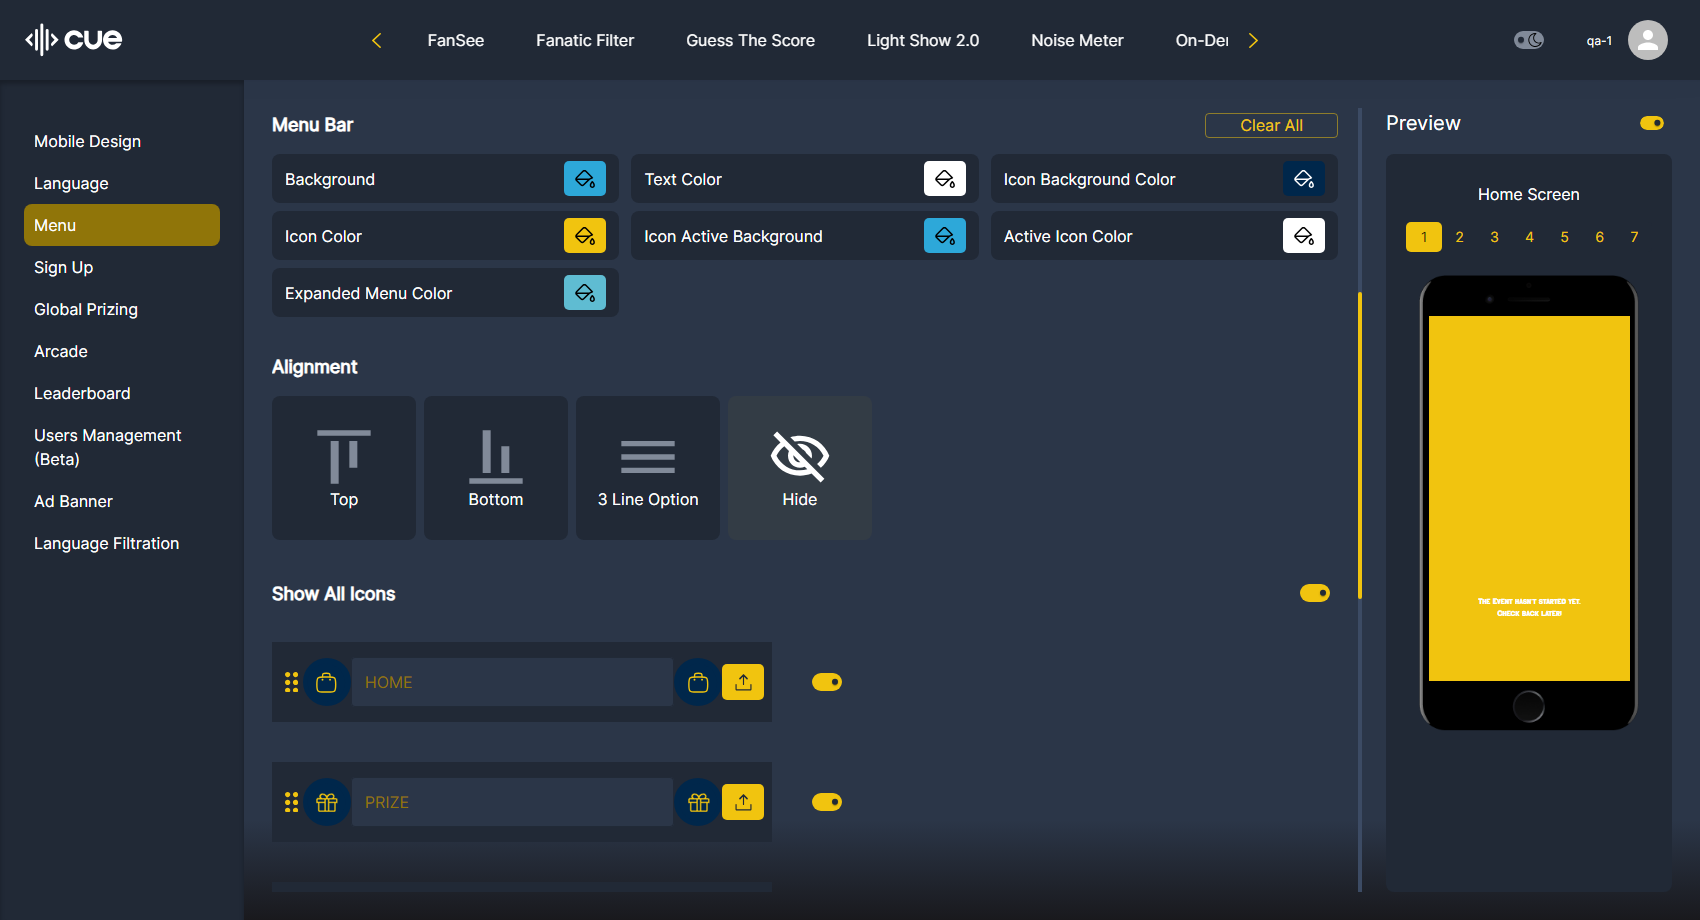 cue
FanSee
Fanatic Filter
Guess The Score
Light Show 2.0
Noise Meter
On-Der
qa-1
Mobile Design
Language
Menu
Sign Up
Global Prizing
Arcade
Leaderboard
Users Management
(Beta)
Ad Banner
Language Filtration
Menu Bar
Clear All
Background
Text Color
Icon Background Color
Icon Color
Icon Active Background
Active Icon Color
Expanded Menu Color
Alignment
Top
Bottom
3 Line Option
Hide
Show All Icons
HOME
PRIZE
Preview
Home Screen
1 2 3 4 5 6 7
The Event hasn't started yet.
Check back later!